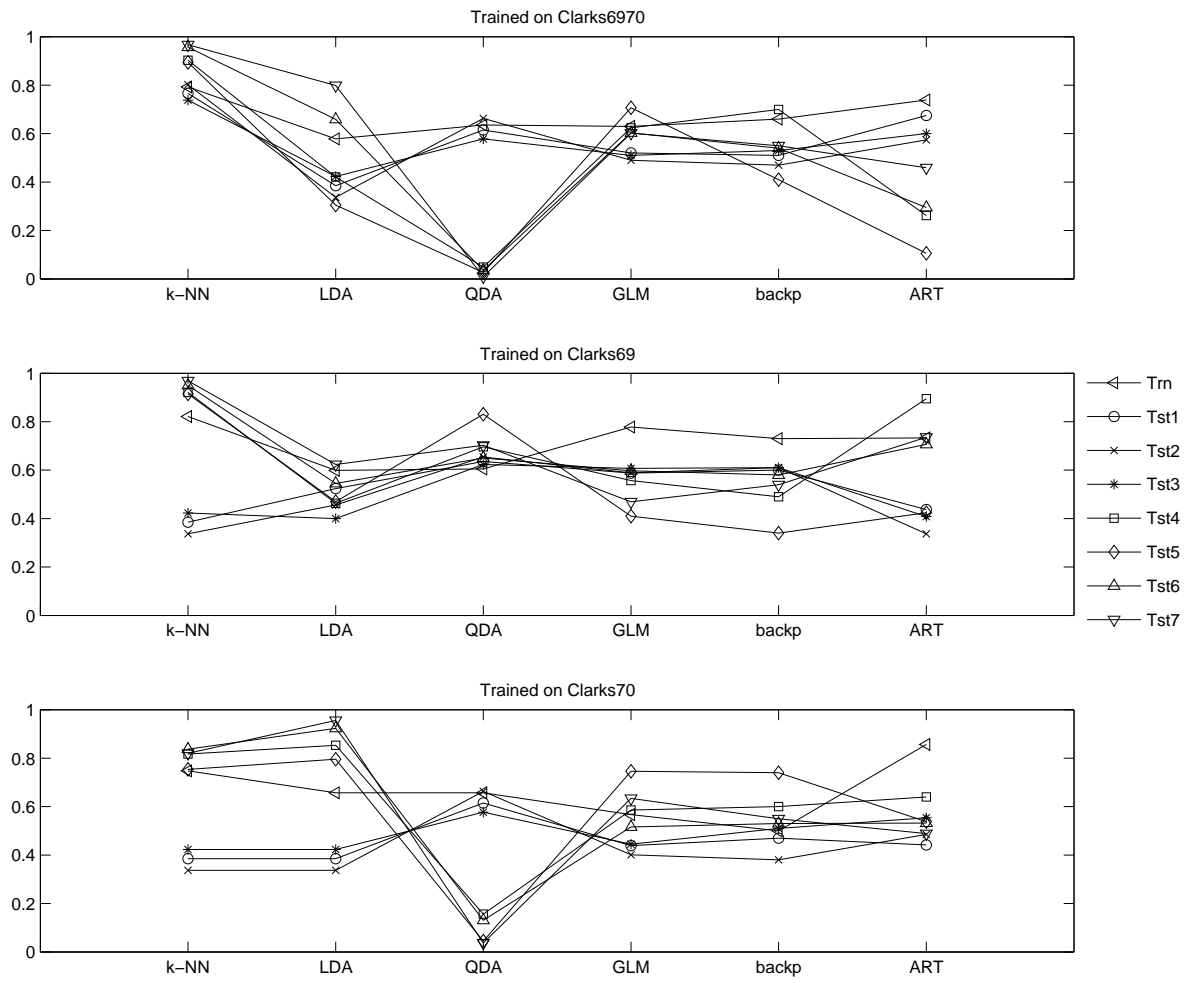 Trained on Clarks6970
1
0.8
0.6
0.4
0.2
0
k−NN LDA QDA GLM backp ART
Trained on Clarks69
1
0.8
0.6
0.4
0.2
0
k−NN LDA QDA GLM backp ART
Trn
Tst1
Tst2
Tst3
Tst4
Tst5
Tst6
Tst7
Trained on Clarks70
1
0.8
0.6
0.4
0.2
0
k−NN LDA QDA GLM backp ART